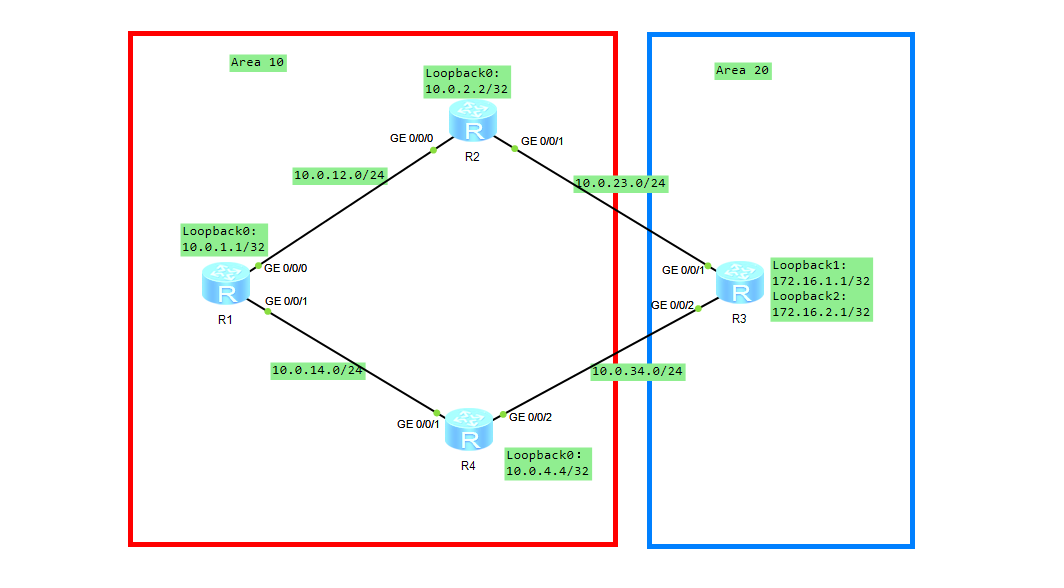 Area 10
Area 20
Loopback0:
10.0.2.2/32
R
R2
GE 0/0/0
GE 0/0/1
10.0.12.0/24
10.0.23.0/24
Loopback0:
10.0.1.1/32
R
R1
GE 0/0/0
GE 0/0/1
GE 0/0/1
GE 0/0/2
R
R3
Loopback1:
172.16.1.1/32
Loopback2:
172.16.2.1/32
10.0.14.0/24
10.0.34.0/24
GE 0/0/1
GE 0/0/2
R
R4
Loopback0:
10.0.4.4/32